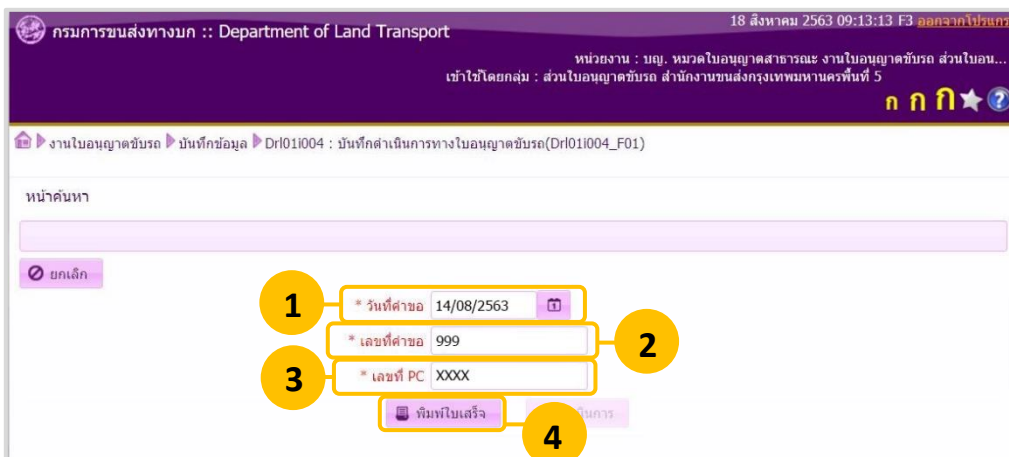 18 สิงหาคม 2563 09:13:13 F3 ออกจากโปรแกร
กรมการขนส่งทางบก :: Department of Land Transport
หน่วยงาน : บญ. หมวดใบอนุญาตสาธารณะ งานใบอนุญาตขับรถ ส่วนใบอน...
เข้าใช้โดยกลุ่ม : ส่วนใบอนุญาตขับรถ สำนักงานขนส่งกรุงเทพมหานครพื้นที่ 5
ก ก ก ?
งานใบอนุญาตขับรถ บันทึกข้อมูล Drl01i004 : บันทึกดำเนินการทางใบอนุญาตขับรถ(Drl01i004_F01)
หน้าค้นหา
ยกเลิก
1 * วันที่คำขอ 14/08/2563
* เลขที่คำขอ 999 2
3 * เลขที่ PC XXXX
พิมพ์ใบเสร็จ 4